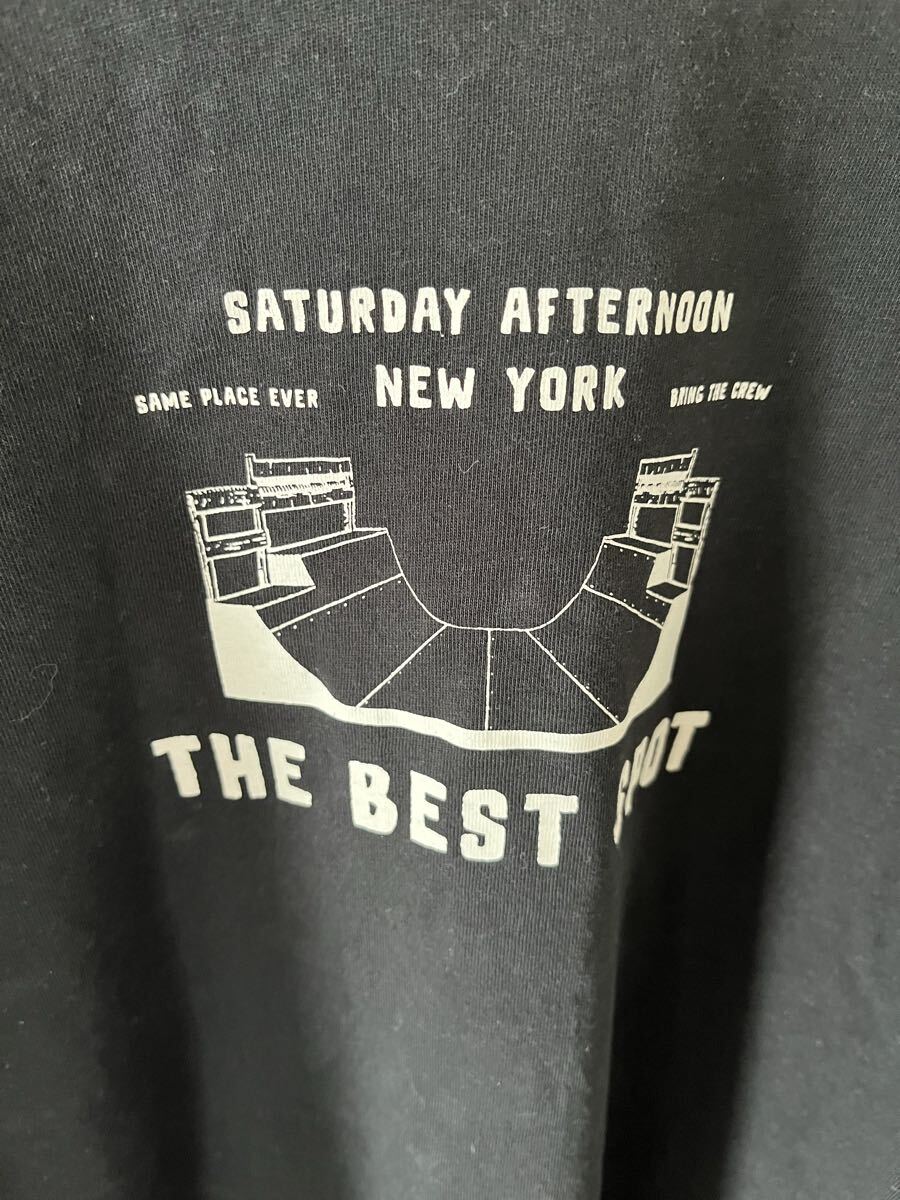 SATURDAY AFTERNOON
SAME PLACE EVER NEW YORK BRING THE CREW
THE BEST SPOT